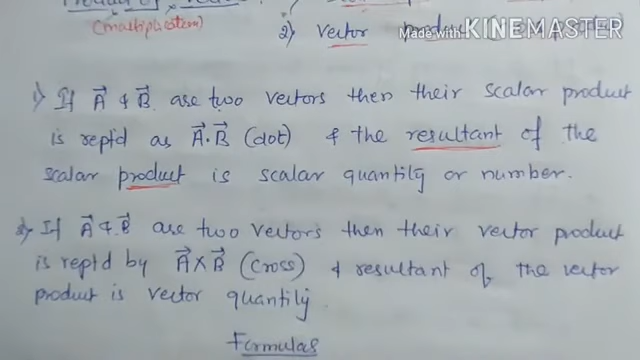 Product of
(multiplication)
2) Vector product
Made with KINEMASTER
1) If A⃗ & B⃗ are two vectors then their scalar product
is reptd as A⃗.B⃗ (dot) & the resultant of the
scalar product is scalar quantity or number.
2) If A⃗ & B⃗ are two vectors then their vector product
is reptd by A⃗ X B⃗ (cross) & resultant of the vector
product is vector quantity
Formulas